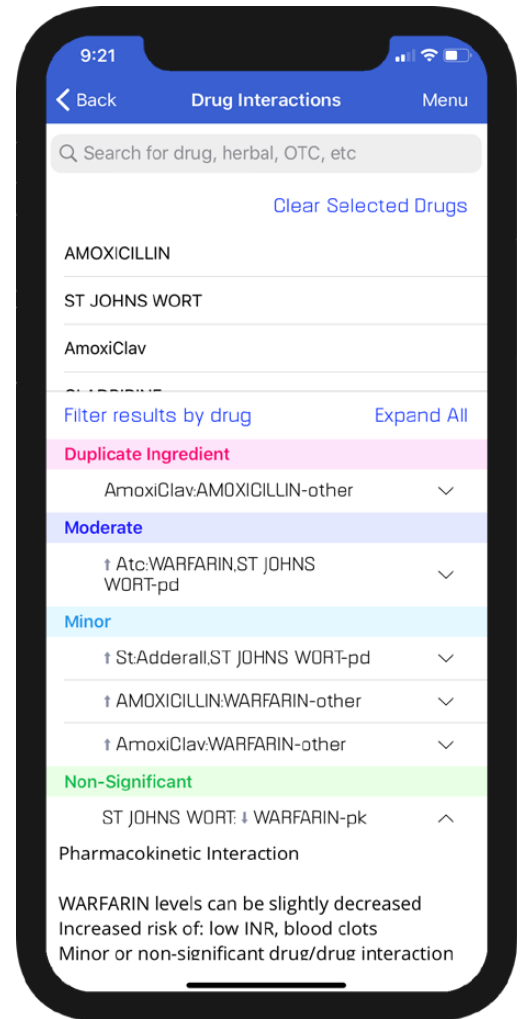 9:21
Back Drug Interactions Menu
Search for drug, herbal, OTC, etc
Clear Selected Drugs
AMOXICILLIN
ST JOHNS WORT
AmoxiClav
Filter results by drug Expand All
Duplicate Ingredient
AmoxiClav:AMOXICILLIN-other
Moderate
↑ Atc:WARFARIN,ST JOHNS
WORT-pd
Minor
↑ St:Adderall,ST JOHNS WORT-pd
↑ AMOXICILLIN:WARFARIN-other
↑ AmoxiClav:WARFARIN-other
Non-Significant
ST JOHNS WORT: ↓ WARFARIN-pk
Pharmacokinetic Interaction
WARFARIN levels can be slightly decreased
Increased risk of: low INR, blood clots
Minor or non-significant drug/drug interaction